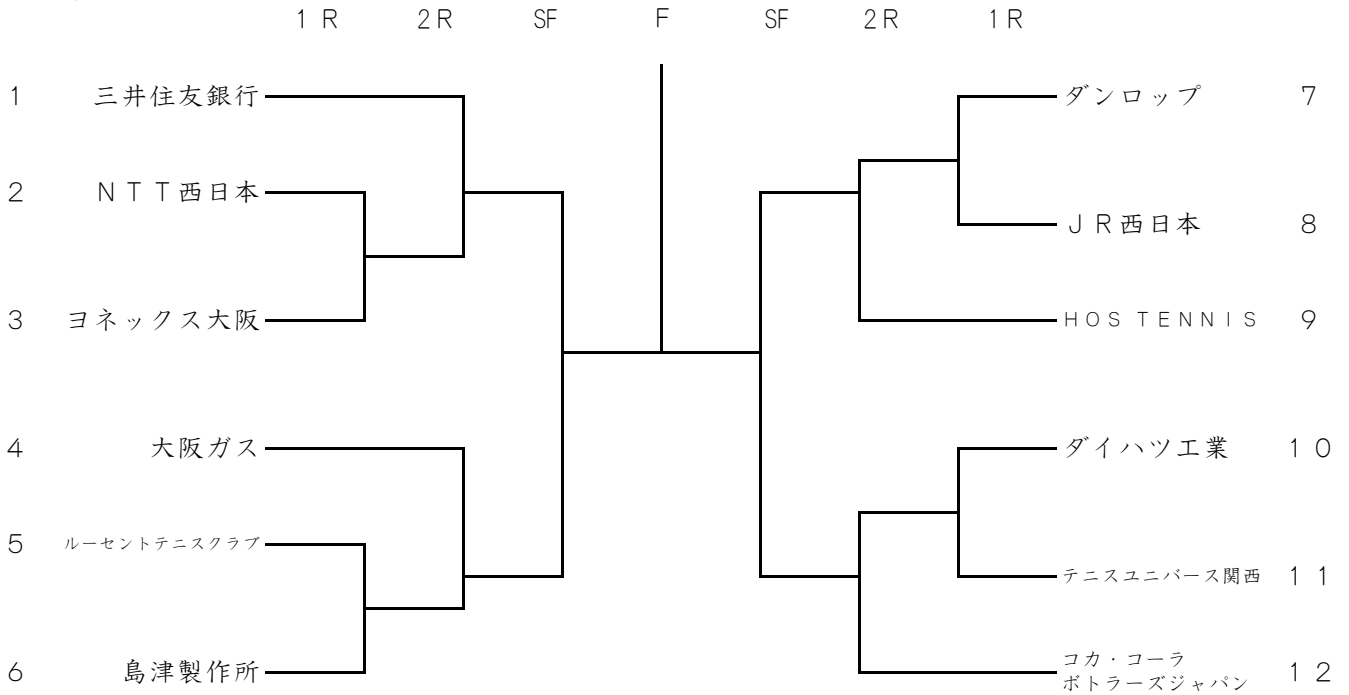 １Ｒ ２Ｒ SF F SF ２Ｒ １Ｒ
1 三井住友銀行 ダンロップ 7
2 ＮＴＴ西日本
ＪＲ西日本 8
3 ヨネックス大阪 HOS TENNIS 9
4 大阪ガス ダイハツ工業 １０
5 ルーセントテニスクラブ
テニスユニバース関西 １１
6 島津製作所 コカ・コーラ
ボトラーズジャパン １２